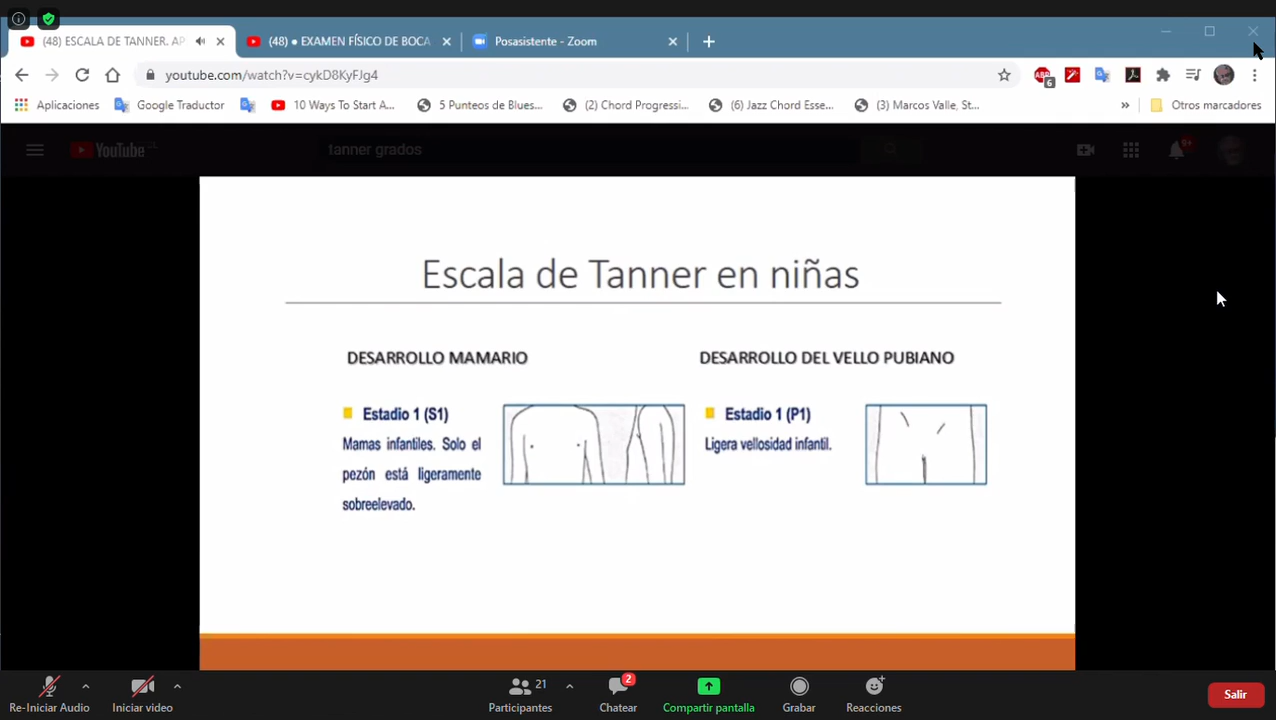 (48) ESCALA DE TANNER. AP
(48) ● EXAMEN FÍSICO DE BOCA
Posasistente - Zoom
youtube.com/watch?v=cykD8KyFJg4
ABP
6
Aplicaciones
Google Traductor
10 Ways To Start A...
5 Punteos de Blues...
(2) Chord Progressi...
(6) Jazz Chord Esse...
(3) Marcos Valle, St...
»
Otros marcadores
YouTube
tanner grados
9+
Escala de Tanner en niñas
DESARROLLO MAMARIO
Estadio 1 (S1)
Mamas infantiles. Solo el
pezón está ligeramente
sobreelevado.
DESARROLLO DEL VELLO PUBIANO
Estadio 1 (P1)
Ligera vellosidad infantil.
Re-Iniciar Audio
Iniciar video
21
Participantes
2
Chatear
Compartir pantalla
Grabar
Reacciones
Salir